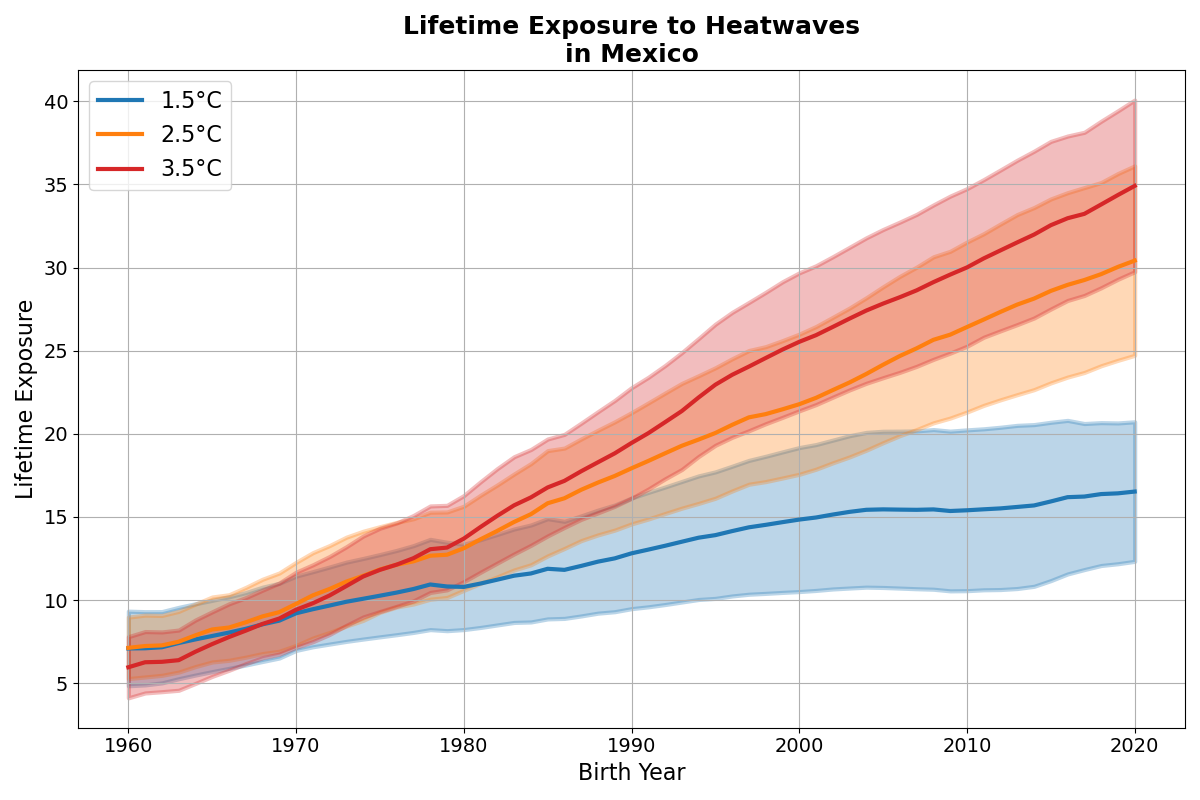 Lifetime Exposure to Heatwaves
in Mexico
1.5°C
2.5°C
3.5°C
Lifetime Exposure
40
35
30
25
20
15
10
5
1960 1970 1980 1990 2000 2010 2020
Birth Year